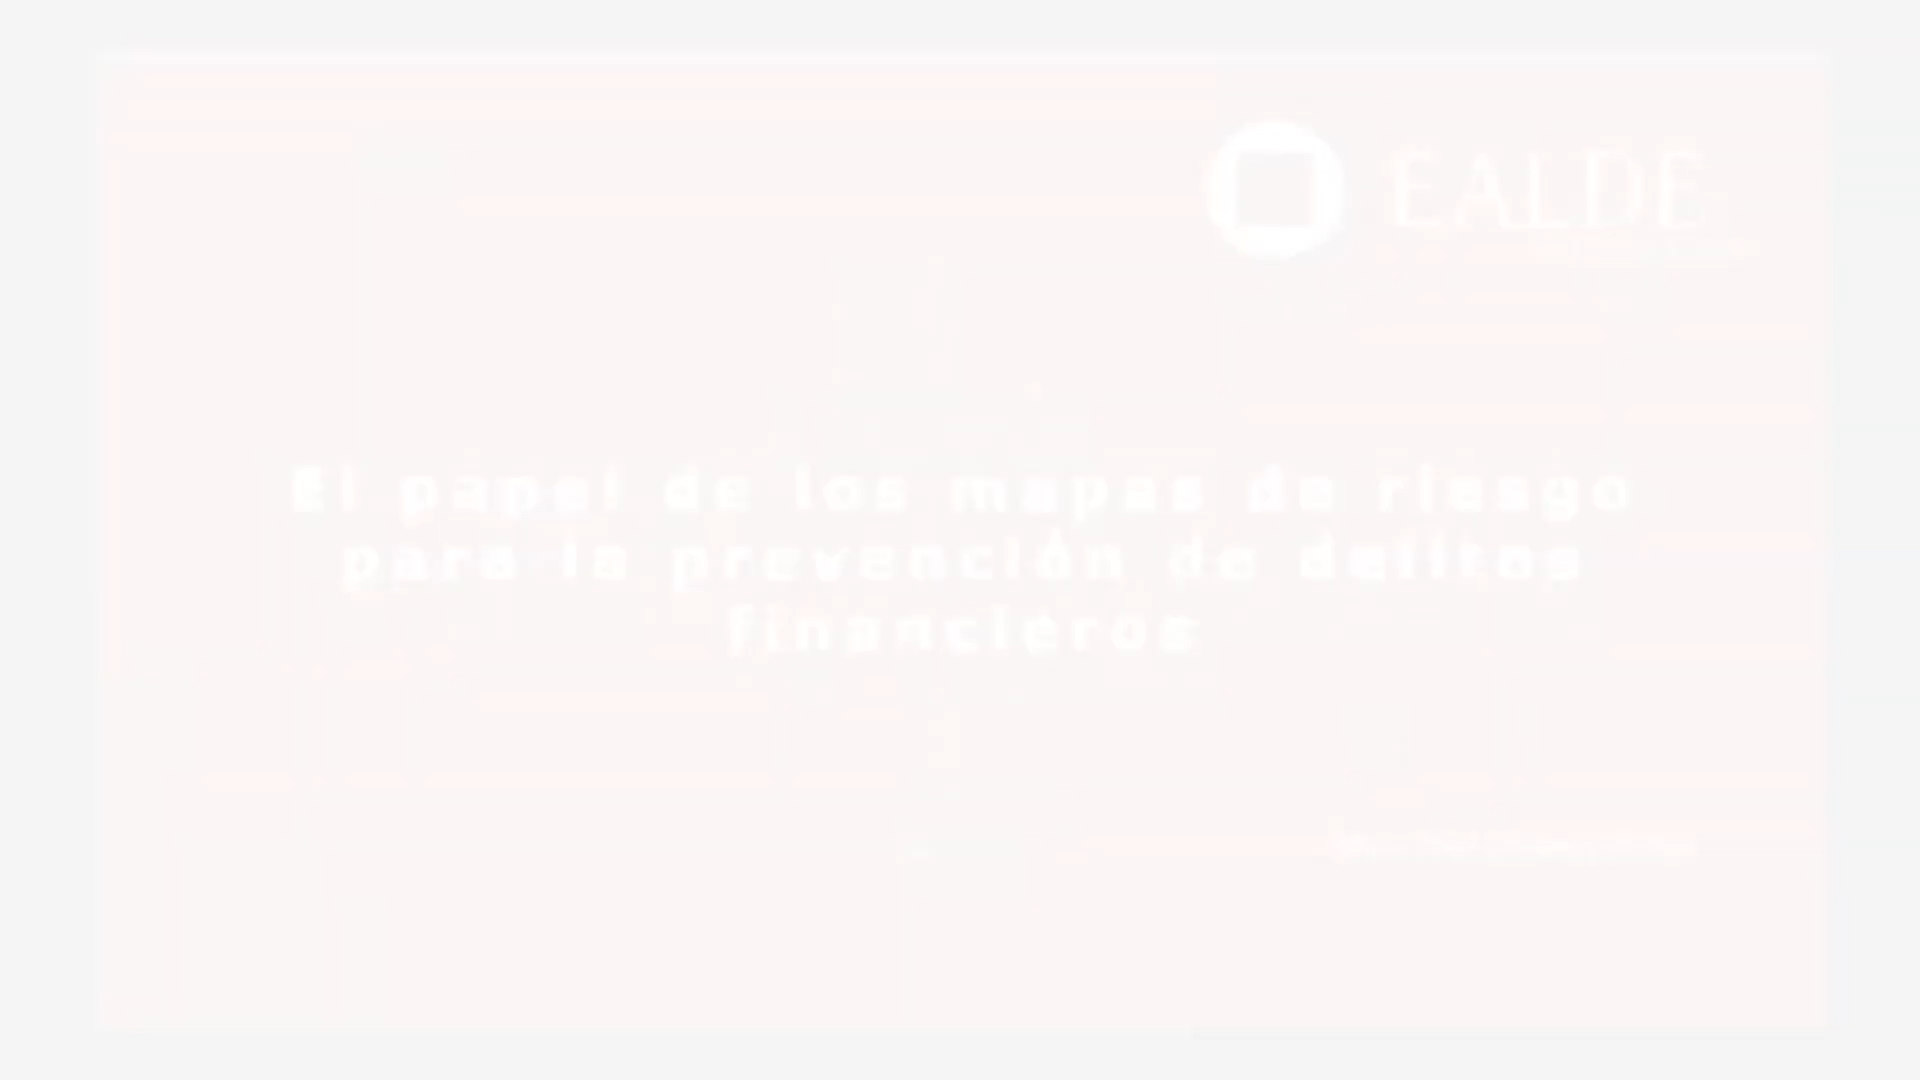 EALDE
El papel de los mapas de riesgo
para la prevención de delitos
financieros